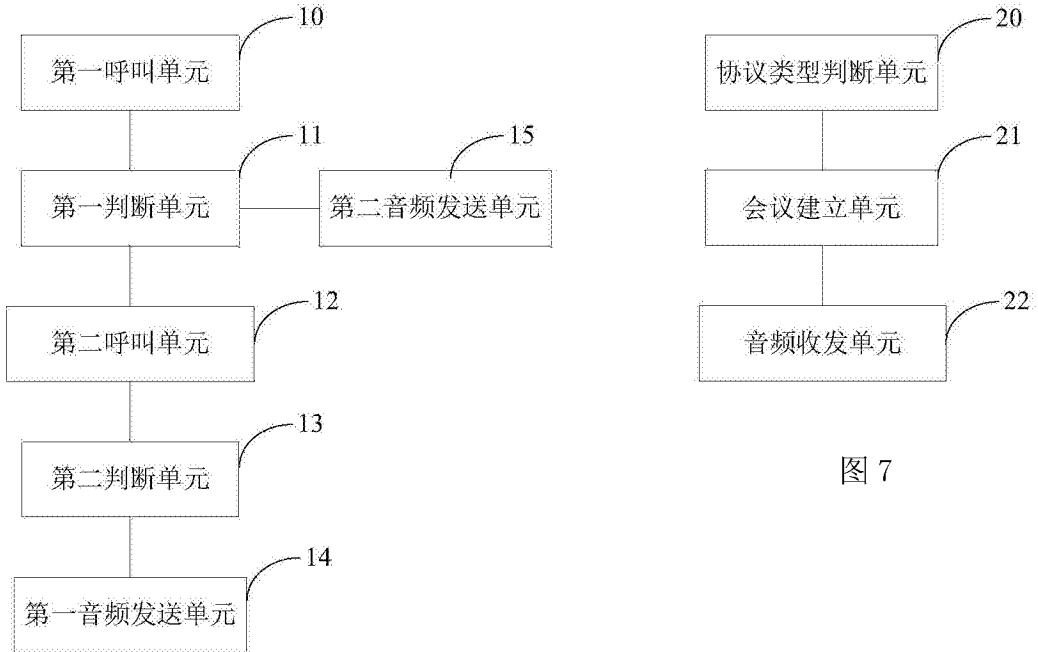 10
第一呼叫单元
11
第一判断单元
15
第二音频发送单元
12
第二呼叫单元
13
第二判断单元
14
第一音频发送单元
20
协议类型判断单元
21
会议建立单元
22
音频收发单元
图 7